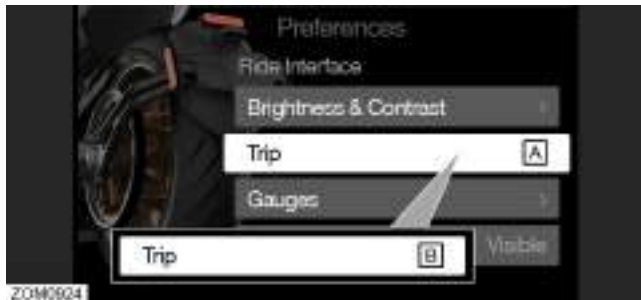 Preferences
Ride Interface
Brightness & Contrast
Trip A
Gauges
Visible
Trip B
ZOM0924